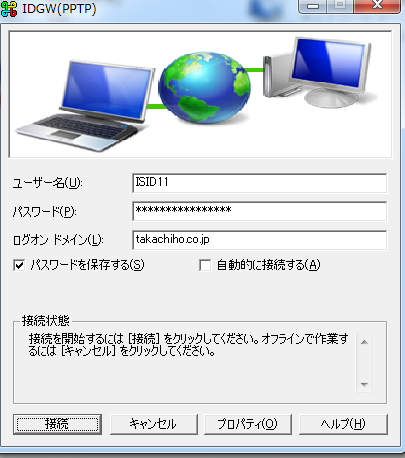 IDGW(PPTP)
ユーザー名(U): ISID11
パスワード(P): ****************
ログオン ドメイン(L): takachiho.co.jp
パスワードを保存する(S) 自動的に接続する(A)
接続状態
接続を開始するには [接続] をクリックしてください。オフラインで作業す
るには [キャンセル] をクリックしてください。
接続 キャンセル プロパティ(O) ヘルプ(H)